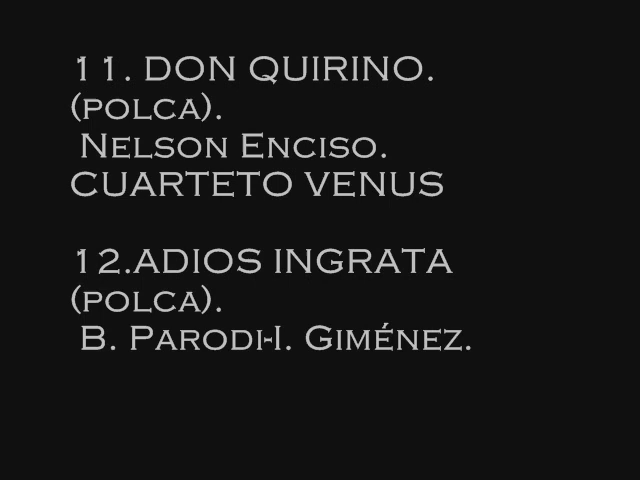 11. DON QUIRINO.
(POLCA).
NELSON ENCISO.
CUARTETO VENUS
12.ADIOS INGRATA
(POLCA).
B. PARODI-I. GIMÉNEZ.